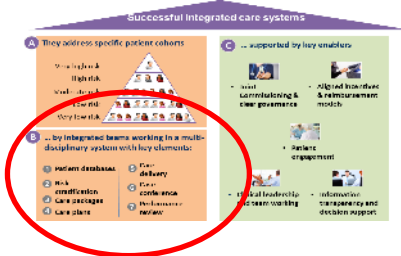 Successful integrated care systems
A They address specific patient cohorts
Very high risk
High risk
Moderate risk
Low risk
Very low risk
B ... by integrated teams working in a multi-
disciplinary system with key elements:
1 Patient databases
2 Risk
stratification
3 Care packages
4 Care plans
5 Care
delivery
6 Case
conference
7 Performance
review
C ... supported by key enablers
• Joint
commissioning &
clear governance
• Aligned incentives
& reimbursement
models
• Patient
engagement
• Clinical leadership
and team working
• Information
transparency and
decision support